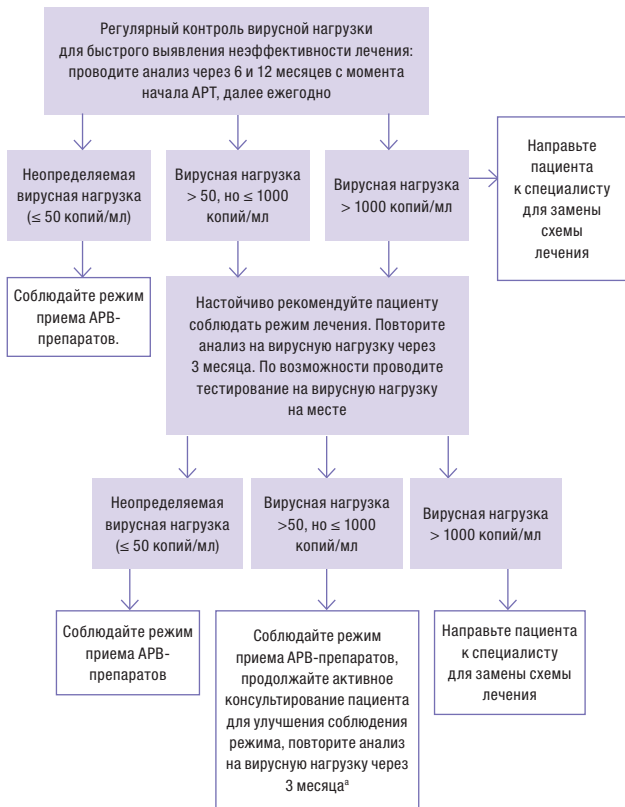 Регулярный контроль вирусной нагрузки
для быстрого выявления неэффективности лечения:
проводите анализ через 6 и 12 месяцев с момента
начала АРТ, далее ежегодно
Неопределяемая
вирусная нагрузка
(≤ 50 копий/мл)
Вирусная нагрузка
> 50, но ≤ 1000
копий/мл
Вирусная нагрузка
> 1000 копий/мл
Направьте
пациента
к специалисту
для замены
схемы
лечения
Соблюдайте режим
приема АРВ-
препаратов.
Настойчиво рекомендуйте пациенту
соблюдать режим лечения. Повторите
анализ на вирусную нагрузку через
3 месяца. По возможности проводите
тестирование на вирусную нагрузку
на месте
Неопределяемая
вирусная нагрузка
(≤ 50 копий/мл)
Вирусная нагрузка
>50, но ≤ 1000
копий/мл
Вирусная нагрузка
> 1000 копий/мл
Соблюдайте режим
приема АРВ-
препаратов
Соблюдайте режим
приема АРВ-препаратов,
продолжайте активное
консультирование пациента
для улучшения соблюдения
режима, повторите анализ
на вирусную нагрузку через
3 месяцаª
Направьте пациента
к специалисту
для замены схемы
лечения